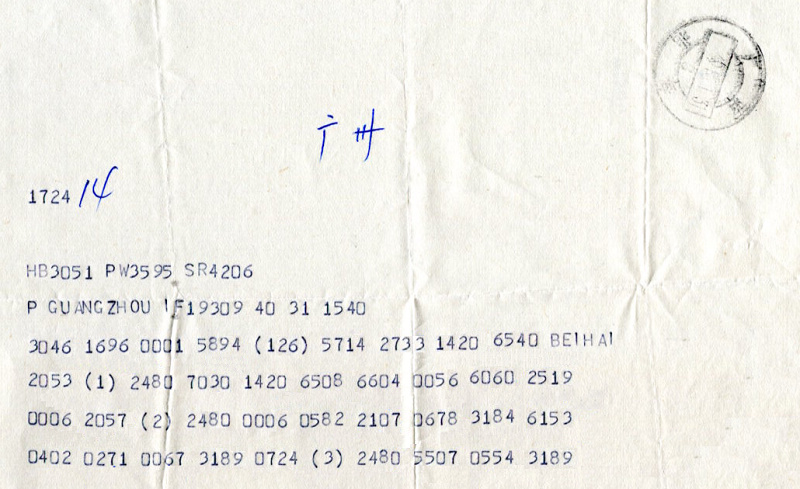 广州
1724 14
HB3051 PW3595 SR4206
P GUANGZHOU F19309 40 31 1540
3046 1696 0001 5894 (126) 5714 2733 1420 6540 BEIHAI
2053 (1) 2480 7030 1420 6508 6604 0056 6060 2519
0006 2057 (2) 2480 0006 0582 2107 0678 3184 6153
0402 0271 0067 3189 0724 (3) 2480 5507 0554 3189